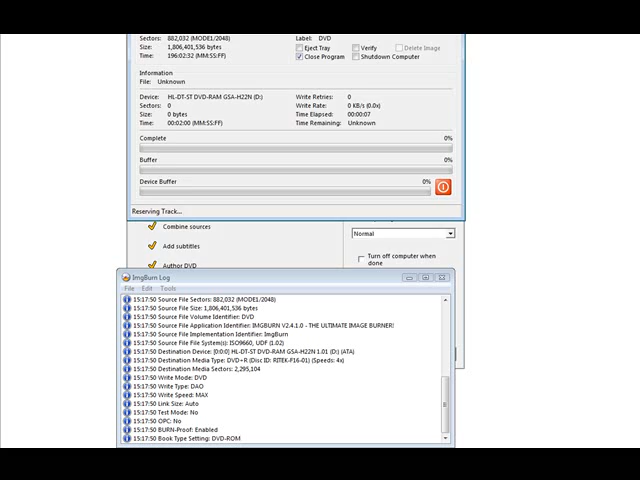 Sectors: 882,032 (MODE1/2048) Label: DVD
Size: 1,806,401,536 bytes Eject Tray Verify Delete Image
Time: 196:02:32 (MM:SS:FF) Close Program Shutdown Computer
Information
File: Unknown
Device: HL-DT-ST DVD-RAM GSA-H22N (D:) Write Retries: 0
Sectors: 0 Write Rate: 0 KB/s (0.0x)
Size: 0 bytes Time Elapsed: 00:00:07
Time: 00:02:00 (MM:SS:FF) Time Remaining: Unknown
Complete 0%
Buffer 0%
Device Buffer 0%
Reserving Track...
Combine sources
Normal
Add subtitles
Turn off computer when
done
Author DVD
ImgBurn Log
File Edit Tools
15:17:50 Source File Sectors: 882,032 (MODE1/2048)
15:17:50 Source File Size: 1,806,401,536 bytes
15:17:50 Source File Volume Identifier: DVD
15:17:50 Source File Application Identifier: IMGBURN V2.4.1.0 - THE ULTIMATE IMAGE BURNER!
15:17:50 Source File Implementation Identifier: ImgBurn
15:17:50 Source File File System(s): ISO9660, UDF (1.02)
15:17:50 Destination Device: [0:0:0] HL-DT-ST DVD-RAM GSA-H22N 1.01 (D:) (ATA)
15:17:50 Destination Media Type: DVD+R (Disc ID: RITEK-F16-01) (Speeds: 4x)
15:17:50 Destination Media Sectors: 2,295,104
15:17:50 Write Mode: DVD
15:17:50 Write Type: DAO
15:17:50 Write Speed: MAX
15:17:50 Link Size: Auto
15:17:50 Test Mode: No
15:17:50 OPC: No
15:17:50 BURN-Proof: Enabled
15:17:50 Book Type Setting: DVD-ROM